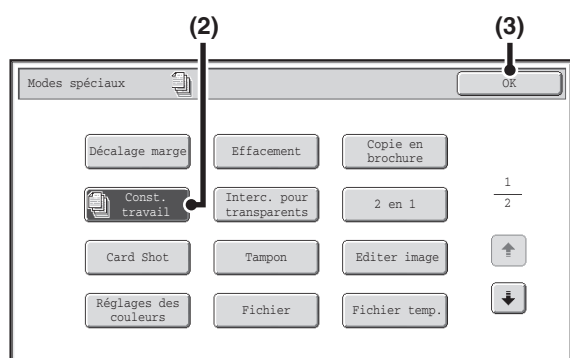 (2) (3)
Modes spéciaux OK
Décalage marge Effacement Copie en
brochure
Const.
travail Interc. pour
transparents 2 en 1
1
2
Card Shot Tampon Editer image
Réglages des
couleurs Fichier Fichier temp.